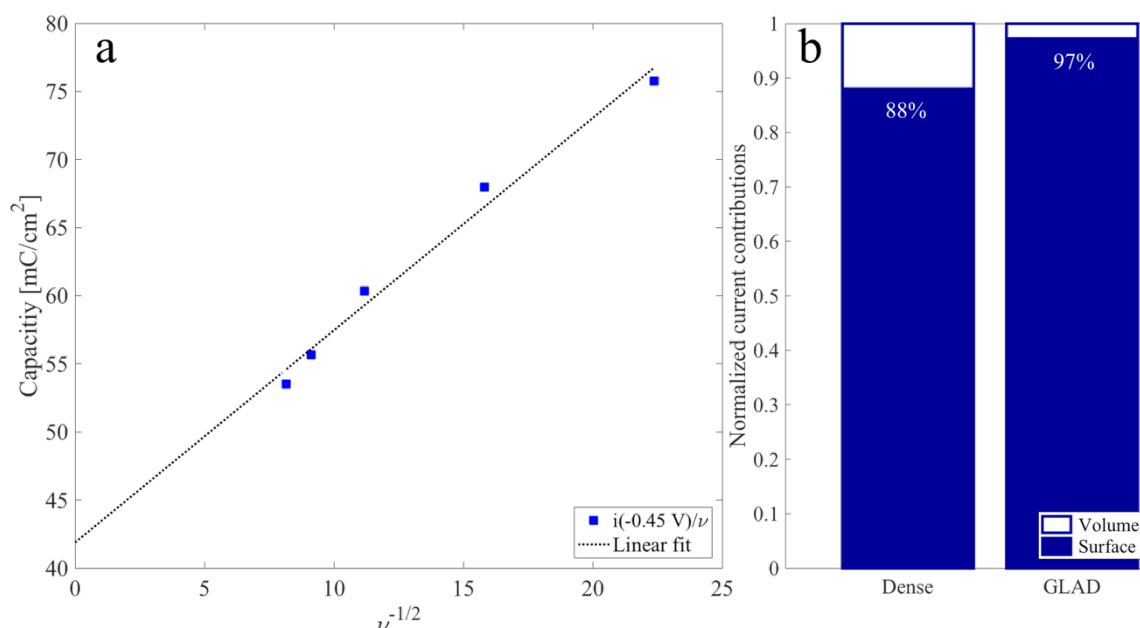 a
80
75
70
65
60
55
50
45
40
Capacitiy [mC/cm²]
0
5
10
15
20
25
ν^-1/2
i(-0.45 V)/ν
Linear fit
b
1
0.9
0.8
0.7
0.6
0.5
0.4
0.3
0.2
0.1
0
Normalized current contributions
88%
97%
Volume
Surface
Dense
GLAD